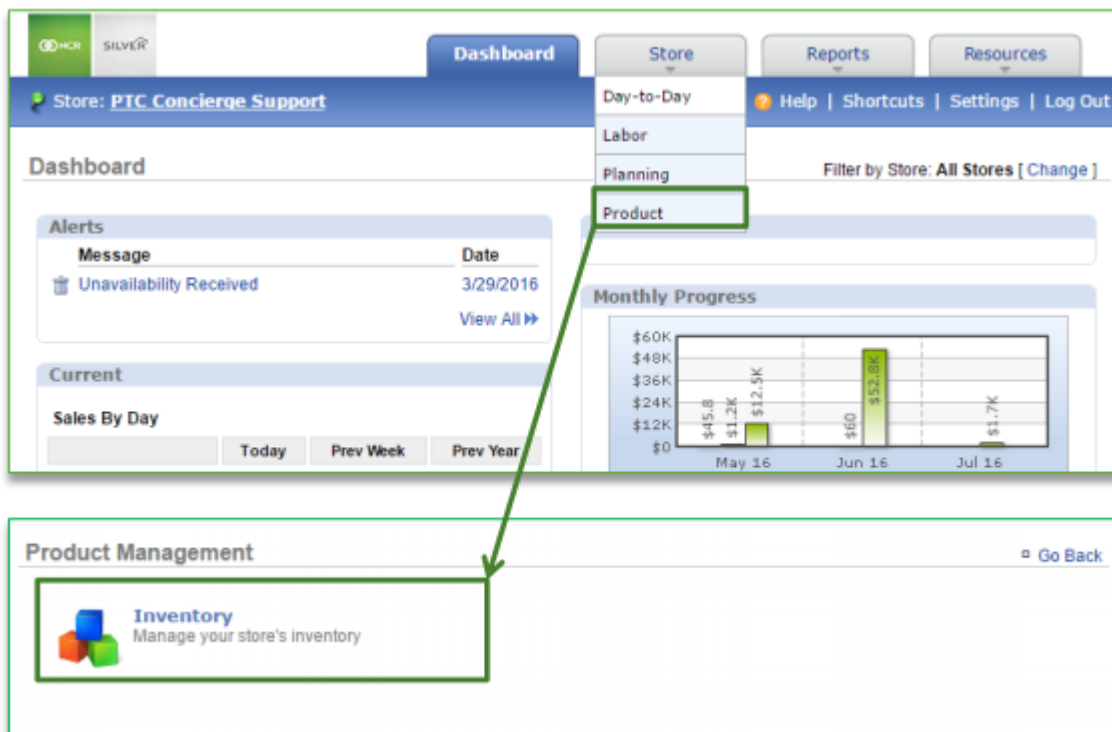 NCR SILVER
Dashboard Store Reports Resources
Store: PTC Concierge Support
Help | Shortcuts | Settings | Log Out
Day-to-Day
Labor
Planning
Product
Dashboard
Filter by Store: All Stores [ Change ]
Alerts
Message Date
Unavailability Received 3/29/2016
View All
Current
Sales By Day
Today Prev Week Prev Year
Monthly Progress
$60K
$48K
$36K
$24K
$12K
$0
$45.8
$1.2K
$12.5K
$60
$52.8K
$1.7K
May 16 Jun 16 Jul 16
Product Management
Go Back
Inventory
Manage your store's inventory